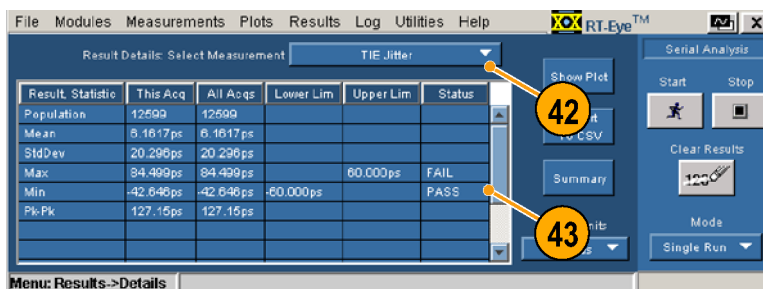 File Modules Measurements Plots Results Log Utilities Help RT-Eye™ X
Result Details: Select Measurement TIE Jitter
Serial Analysis
Show Plot
Start Stop
Result, Statistic This Acq All Acqs Lower Lim Upper Lim Status
42
Population 12599 12599
to CSV
Mean 6.1617ps 6.1617ps
Clear Results
StdDev 20.296ps 20.296ps
Max 84.499ps 84.499ps 60.000ps FAIL
Summary
123
Min -42.646ps -42.646ps -60.000ps PASS
Pk-Pk 127.15ps 127.15ps
43
Mode
Single Run
Menu: Results->Details